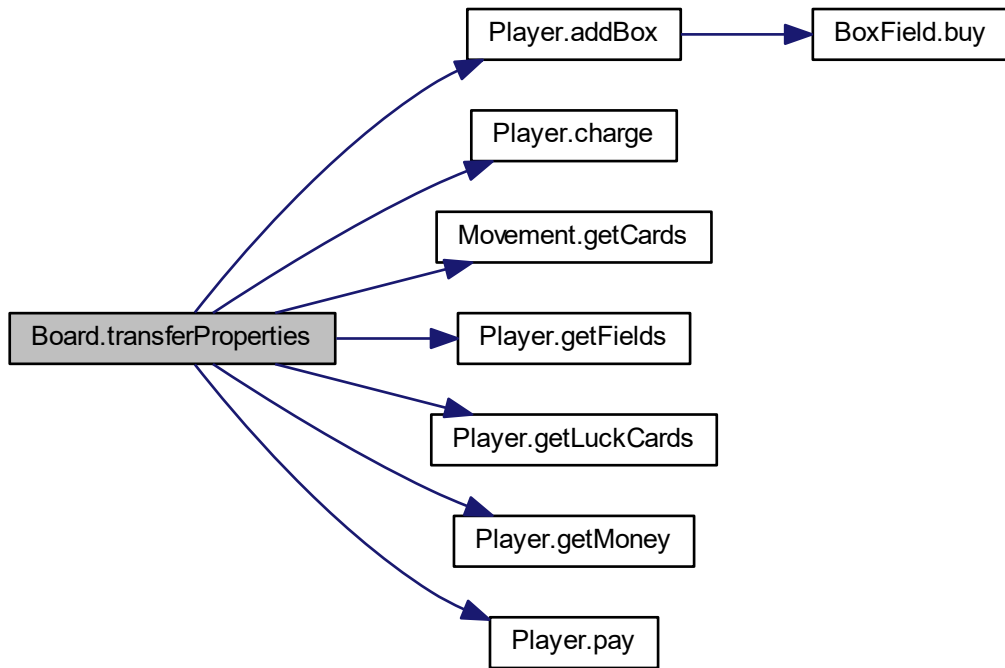 Player.addBox
BoxField.buy
Player.charge
Movement.getCards
Board.transferProperties
Player.getFields
Player.getLuckCards
Player.getMoney
Player.pay